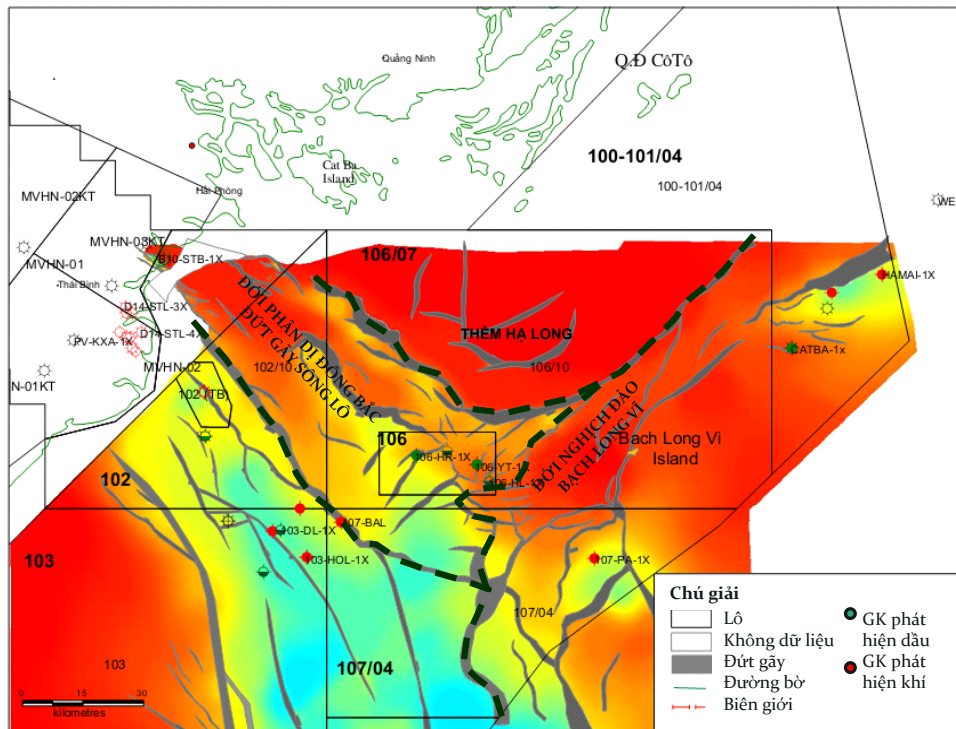 Quảng Ninh
Q.Đ CôTô
Cat Ba
Island
100-101/04
100-101/04
MVHN-02KT
Hải Phòng
WE
MVHN-03KT
B10-STB-1X
MVHN-01
106/07
HAMAI-1X
Thái Bình
D14-STL-3X
D14-STL-4X
PV-KXA-1X
THỀM HẠ LONG
CATBA-1x
ĐỚI PHÂN DỊ ĐÔNG BẮC
ĐỨT GÃY SÔNG LÔ
MVHN-02
N-01KT
102/10
106/10
102 (TB)
ĐỚI NGHỊCH ĐẢO
BẠCH LONG VĨ
Bach Long Vi
Island
106
106-HR-1X
106-YT-1X
106-HL-1X
102
103-DL-1X
107-BAL
103
103-HOL-1X
107-PA-1X
107/04
103
107/04
0 15 30
kilometres
Chú giải
Lô
Không dữ liệu
Đứt gãy
Đường bờ
Biên giới
GK phát
hiện dầu
GK phát
hiện khí